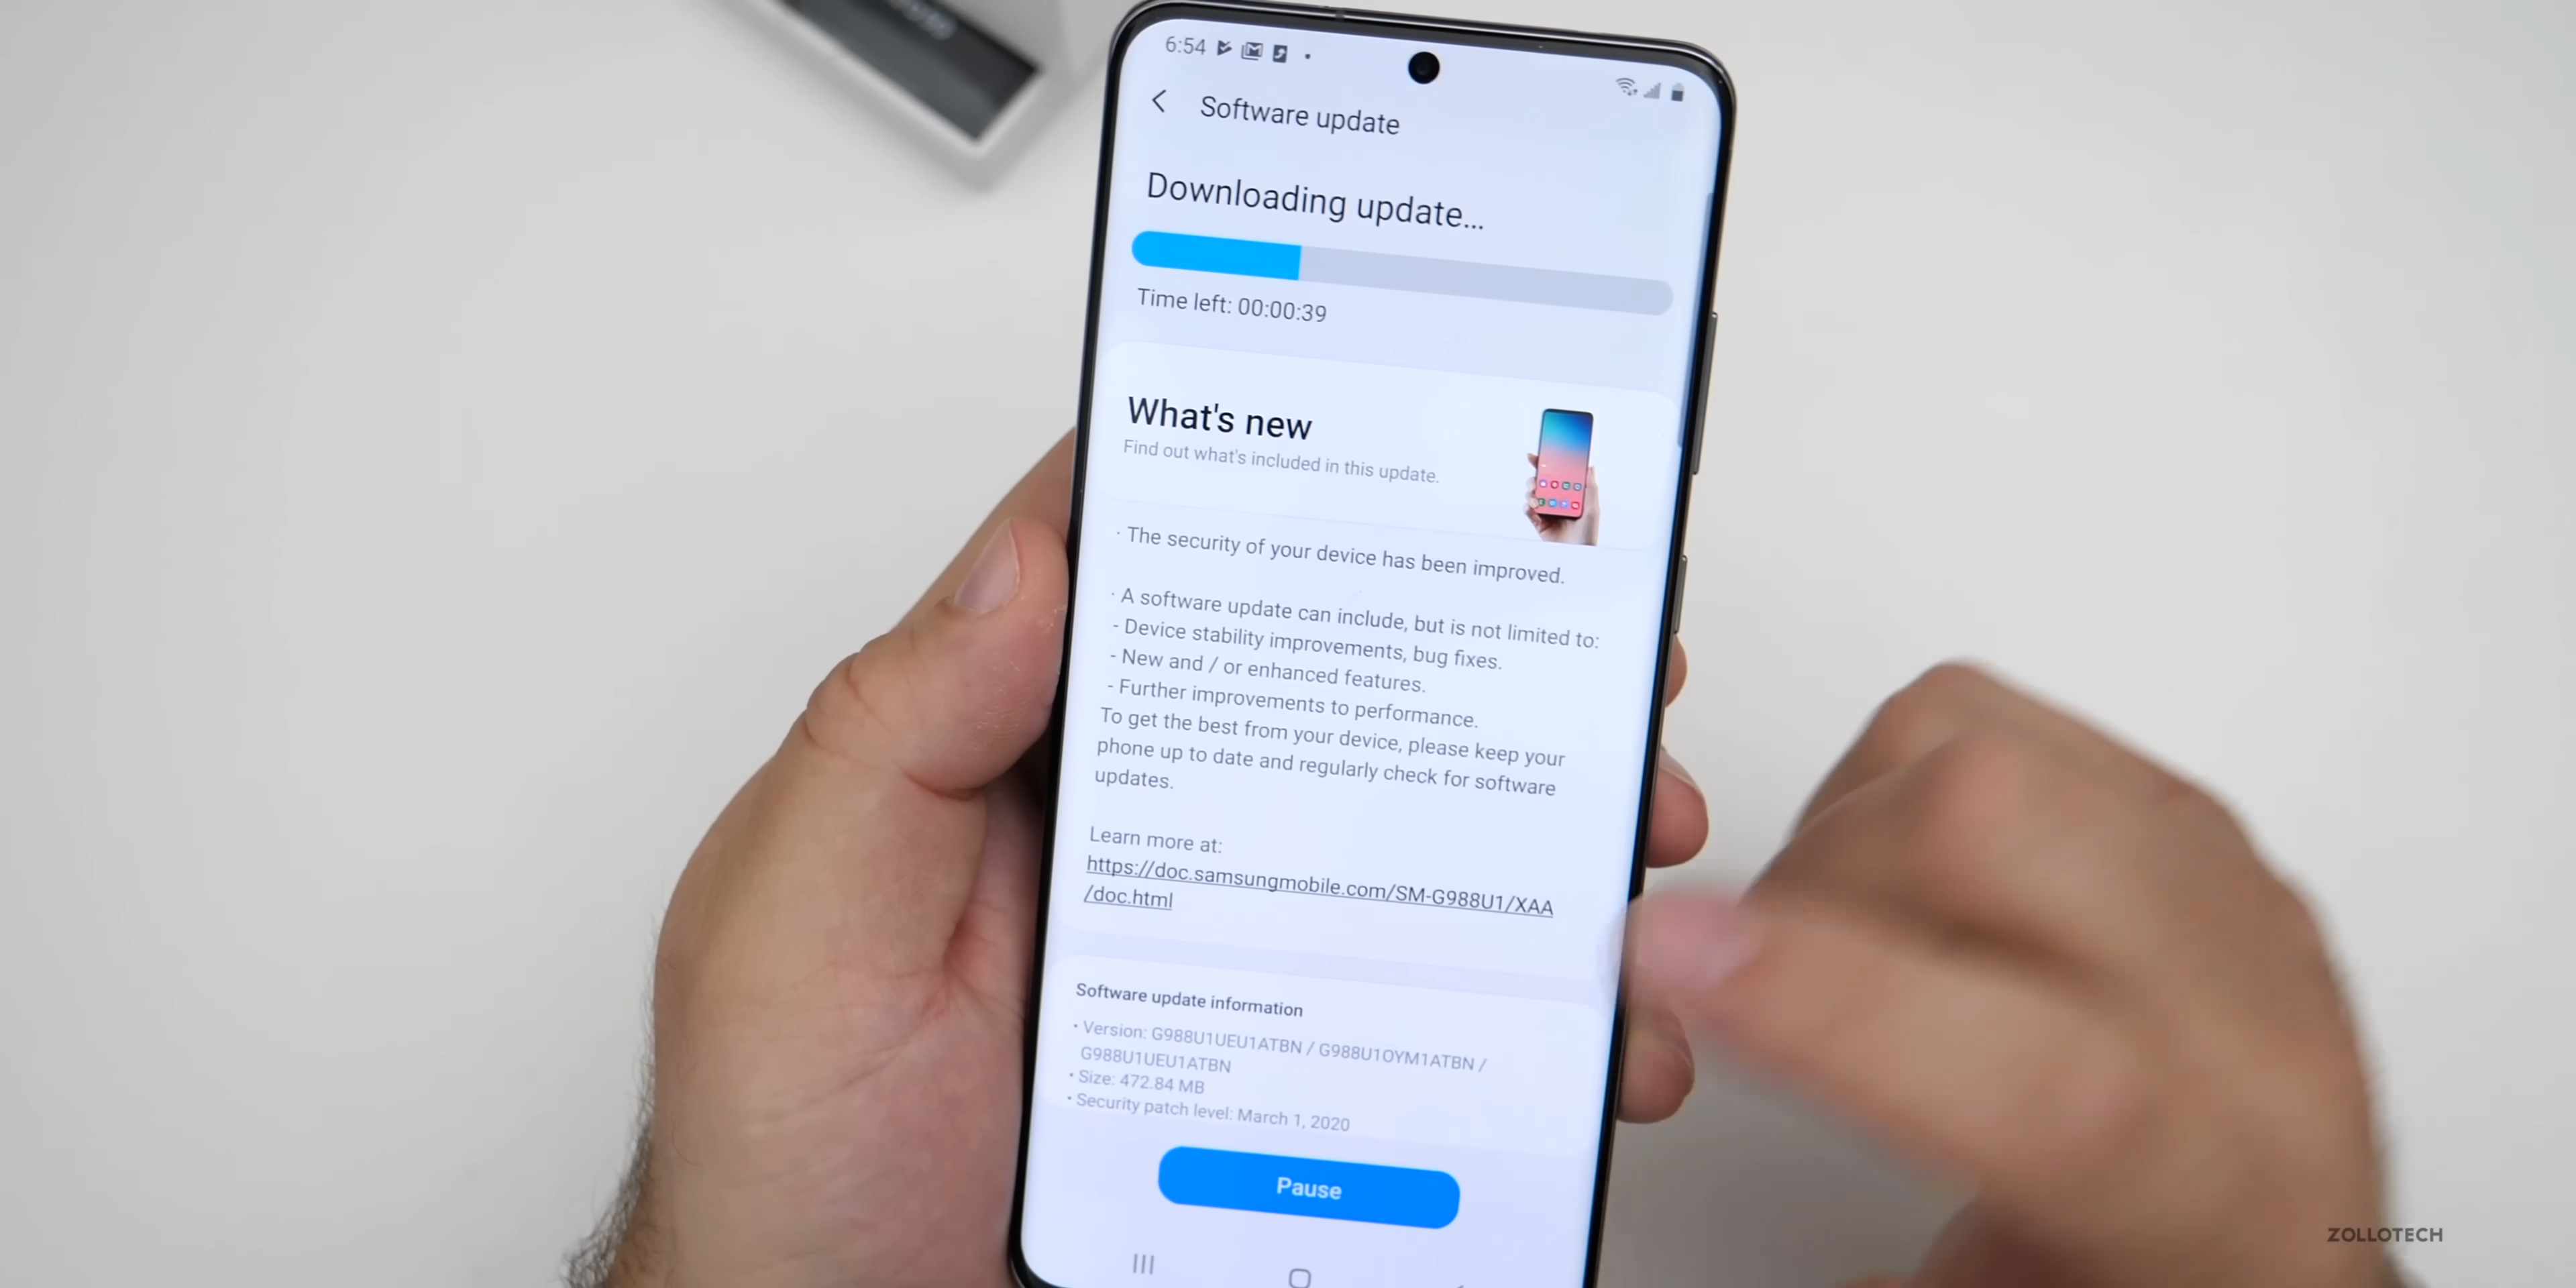 6:54
Software update
Downloading update...
Time left: 00:00:39
What's new
Find out what's included in this update.
· The security of your device has been improved.
· A software update can include, but is not limited to:
- Device stability improvements, bug fixes.
- New and / or enhanced features.
- Further improvements to performance.
To get the best from your device, please keep your
phone up to date and regularly check for software
updates.
Learn more at:
https://doc.samsungmobile.com/SM-G988U1/XAA
/doc.html
Software update information
• Version: G988U1UEU1ATBN / G988U1OYM1ATBN /
G988U1UEU1ATBN
• Size: 472.84 MB
• Security patch level: March 1, 2020
Pause
ZOLLOTECH